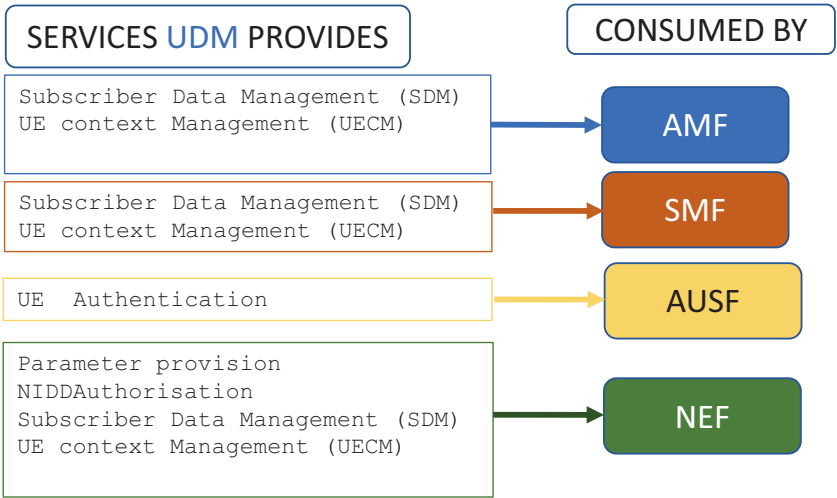 SERVICES UDM PROVIDES
CONSUMED BY
Subscriber Data Management (SDM)
UE context Management (UECM)
AMF
Subscriber Data Management (SDM)
UE context Management (UECM)
SMF
UE  Authentication
AUSF
Parameter provision
NIDDAuthorisation
Subscriber Data Management (SDM)
UE context Management (UECM)
NEF